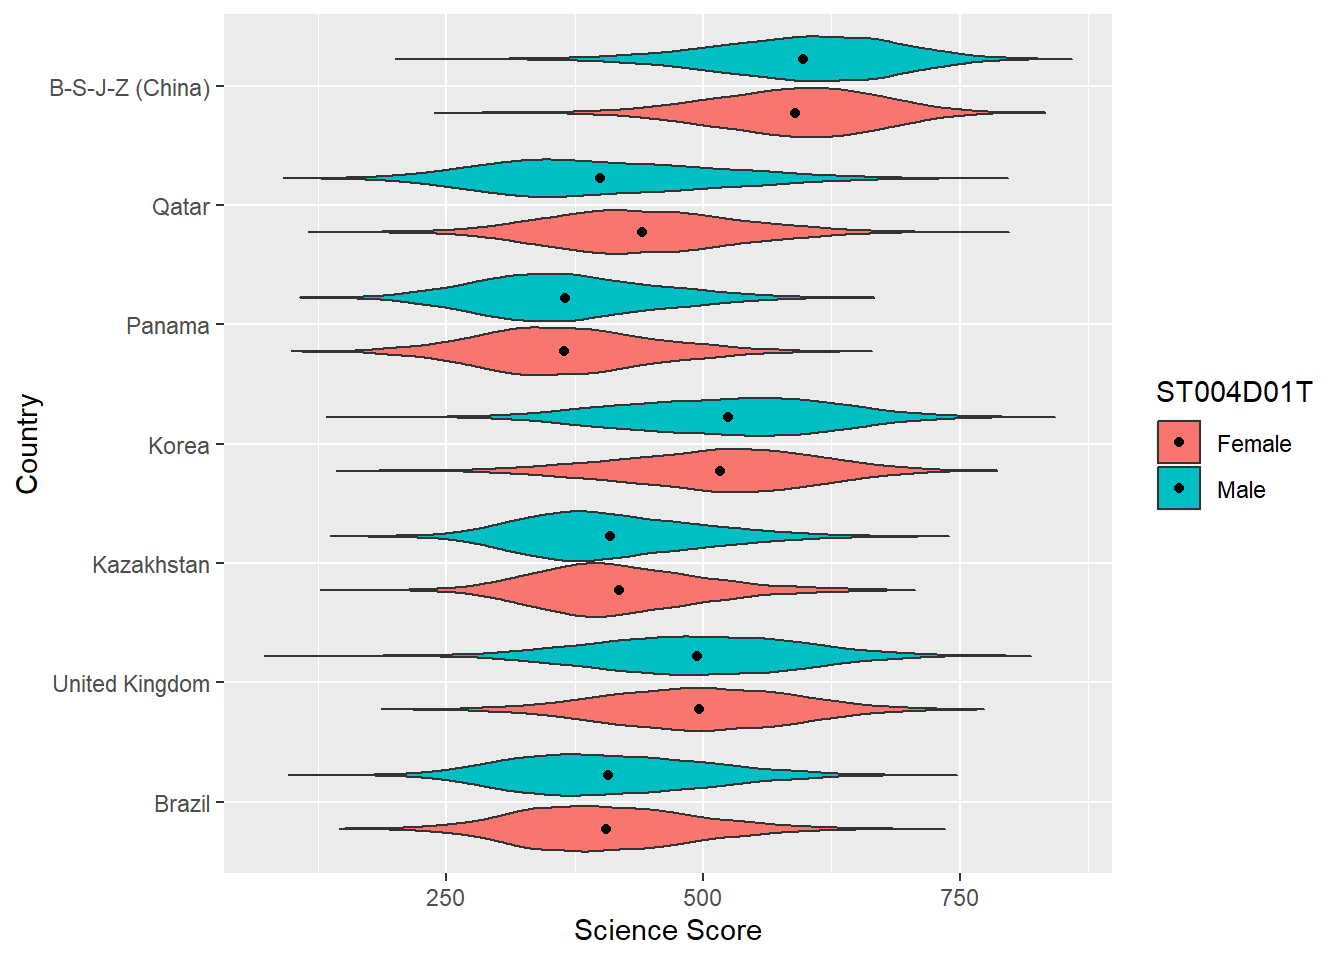 B-S-J-Z (China)
Qatar
Panama
Korea
Kazakhstan
United Kingdom
Brazil
Country
250 500 750
Science Score
ST004D01T
Female
Male